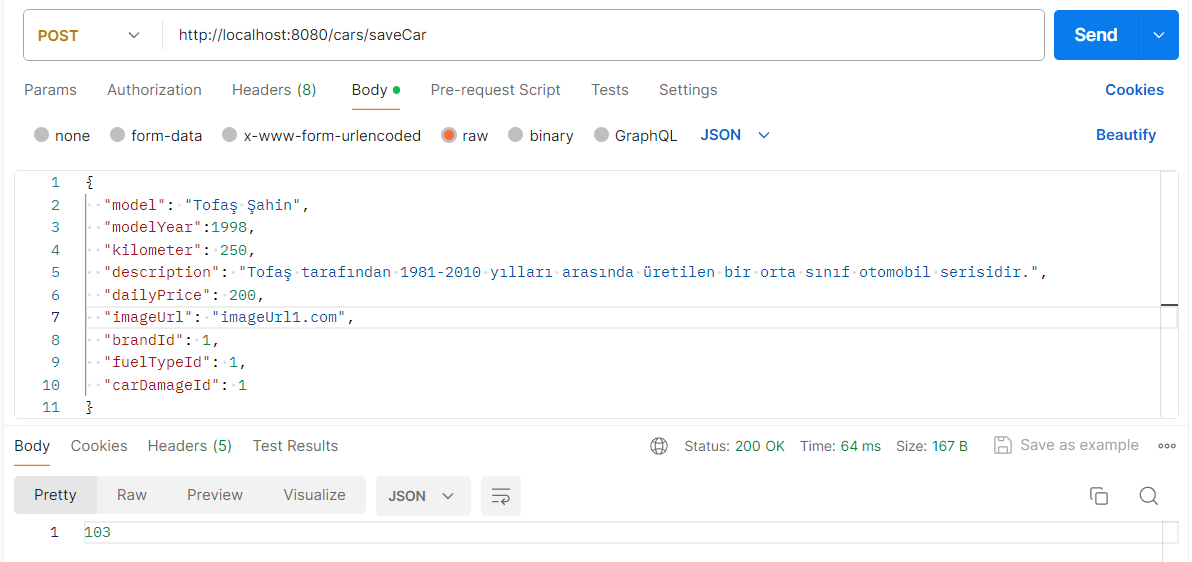 POST http://localhost:8080/cars/saveCar Send
Params Authorization Headers (8) Body Pre-request Script Tests Settings Cookies
none form-data x-www-form-urlencoded raw binary GraphQL JSON Beautify
1 {
2 "model": "Tofaş Şahin",
3 "modelYear":1998,
4 "kilometer": 250,
5 "description": "Tofaş tarafından 1981-2010 yılları arasında üretilen bir orta sınıf otomobil serisidir.",
6 "dailyPrice": 200,
7 "imageUrl": "imageUrl1.com",
8 "brandId": 1,
9 "fuelTypeId": 1,
10 "carDamageId": 1
11 }
Body Cookies Headers (5) Test Results Status: 200 OK Time: 64 ms Size: 167 B Save as example
Pretty Raw Preview Visualize JSON
1 103